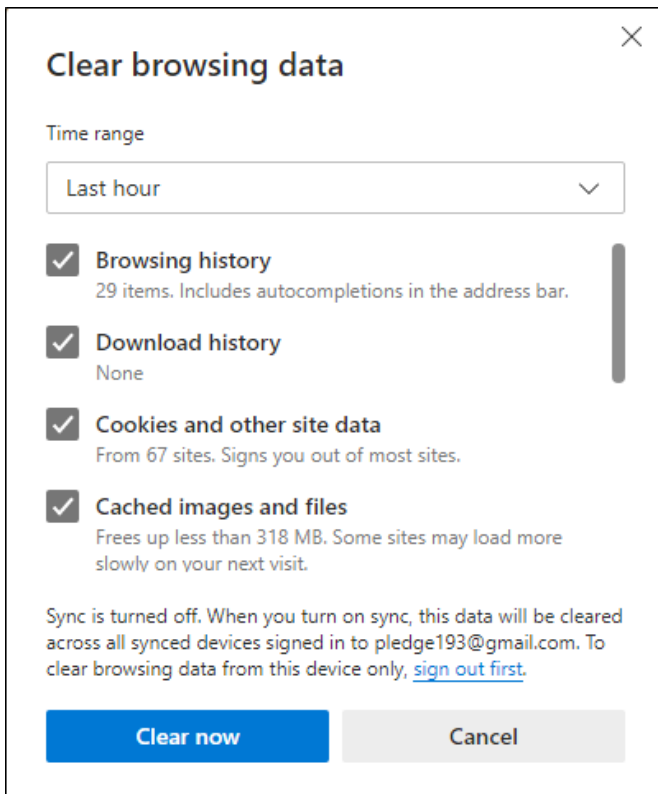 Clear browsing data
Time range
Last hour
Browsing history
29 items. Includes autocompletions in the address bar.
Download history
None
Cookies and other site data
From 67 sites. Signs you out of most sites.
Cached images and files
Frees up less than 318 MB. Some sites may load more
slowly on your next visit.
Sync is turned off. When you turn on sync, this data will be cleared
across all synced devices signed in to pledge193@gmail.com. To
clear browsing data from this device only, sign out first.
Clear now
Cancel